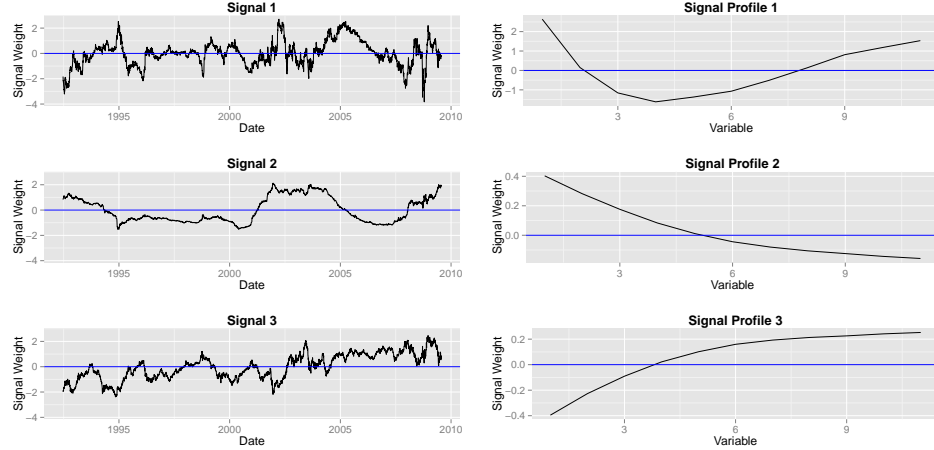 Signal 1
Signal Weight
2
0
−2
−4
1995
2000
2005
2010
Date
Signal Profile 1
Signal Weight
2
1
0
−1
3
6
9
Variable
Signal 2
Signal Weight
2
0
−2
−4
1995
2000
2005
2010
Date
Signal Profile 2
Signal Weight
0.4
0.2
0.0
3
6
9
Variable
Signal 3
Signal Weight
2
0
−2
−4
1995
2000
2005
2010
Date
Signal Profile 3
Signal Weight
0.2
0.0
−0.2
−0.4
3
6
9
Variable